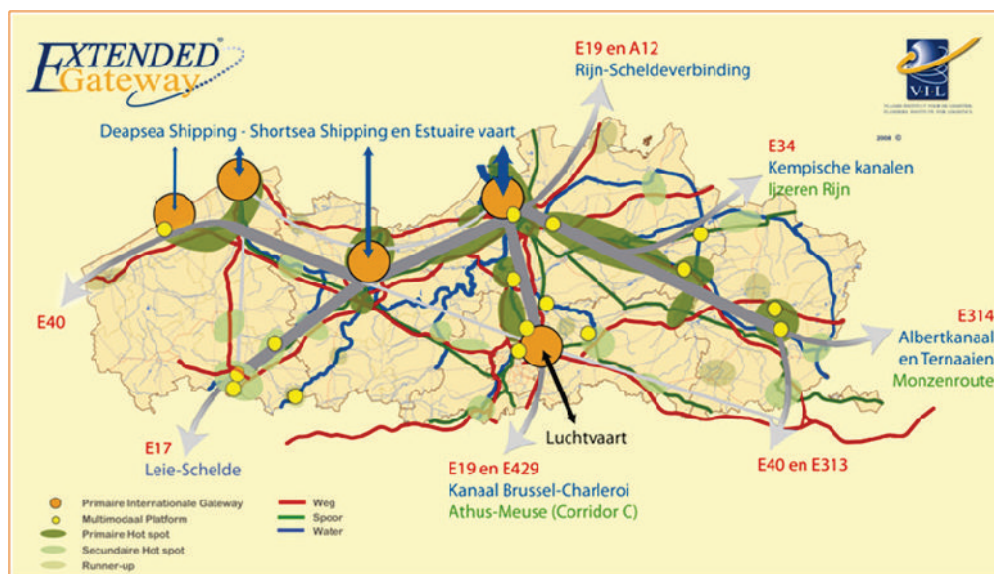 EXTENDED
Gateway
E19 en A12
Rijn-Scheldeverbinding
V·I·L
2006 ©
Deapsea Shipping - Shortsea Shipping en Estuaire vaart
E34
Kempische kanalen
Ijzeren Rijn
E40
E314
Albertkanaal
en Ternaaien
Monzenroute
Luchtvaart
E17
Leie-Schelde
E19 en E429
Kanaal Brussel-Charleroi
Athus-Meuse (Corridor C)
E40 en E313
Primaire Internationale Gateway
Multimodaal Platform
Primaire Hot spot
Secundaire Hot spot
Runner-up
Weg
Spoor
Water